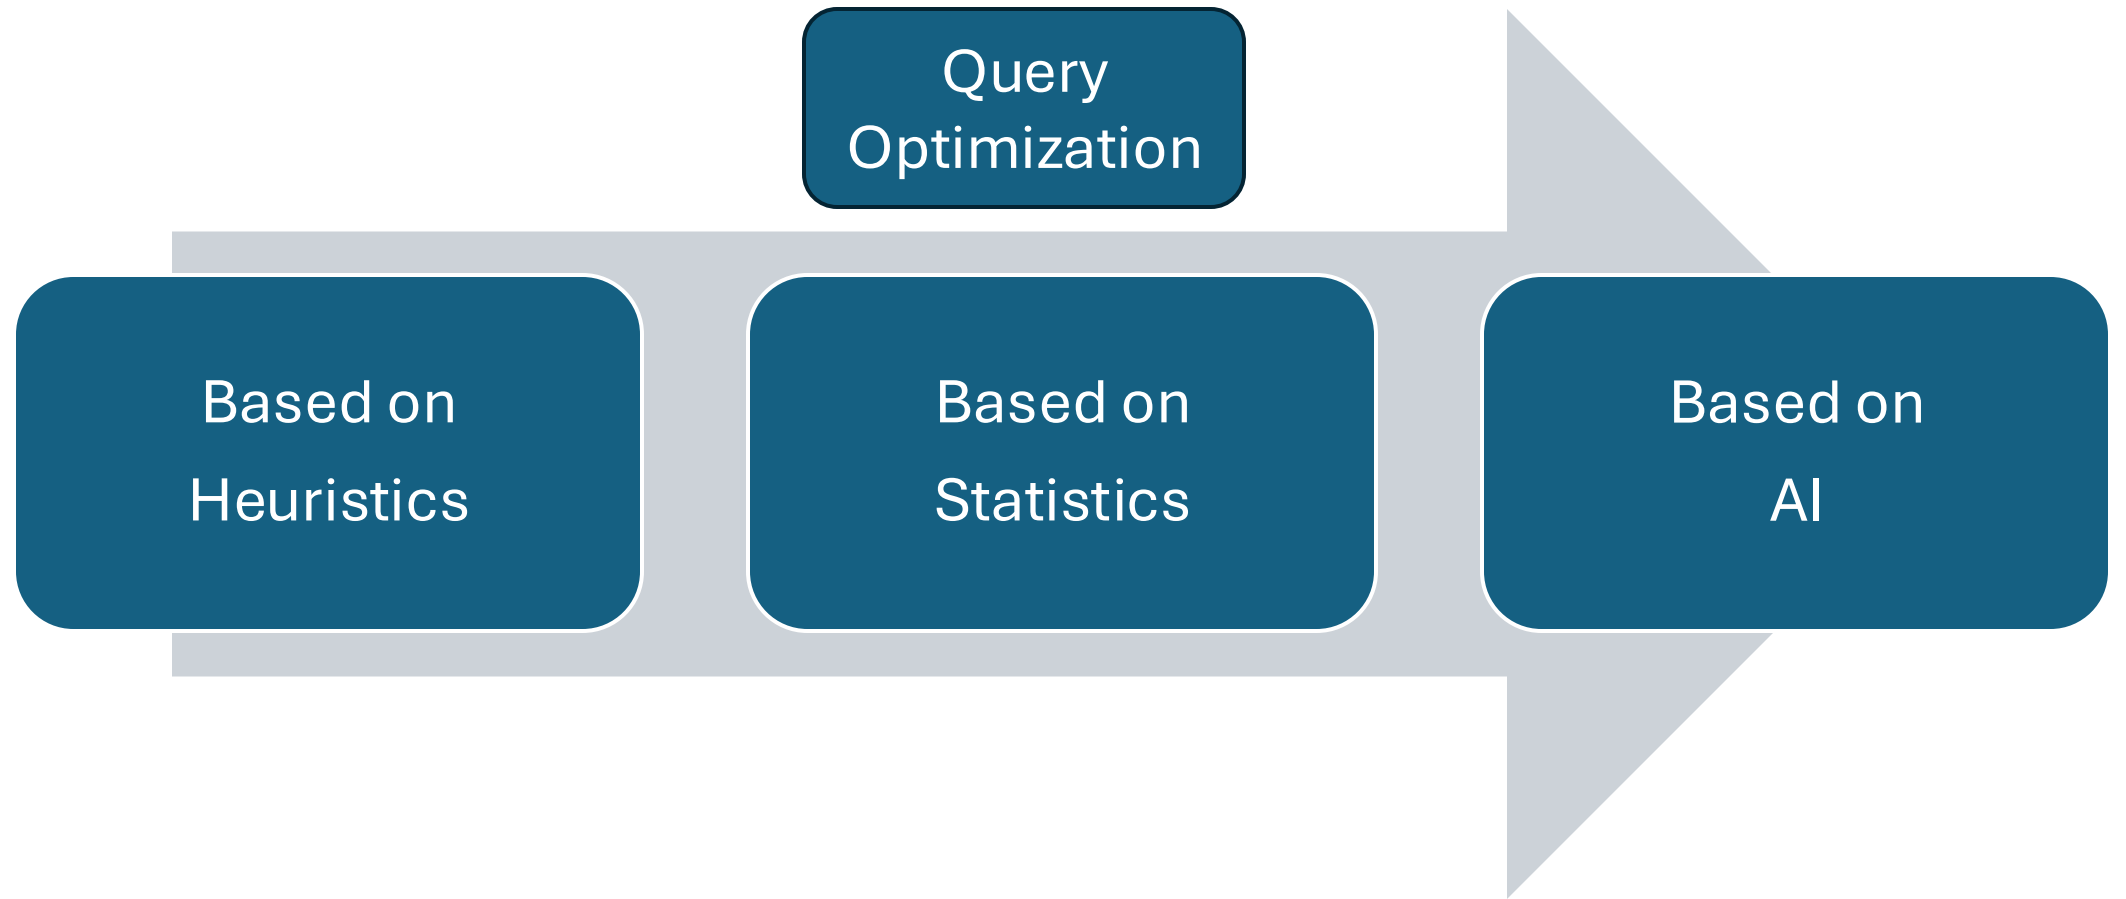 Query
Optimization
Based on
Heuristics
Based on
Statistics
Based on
AI